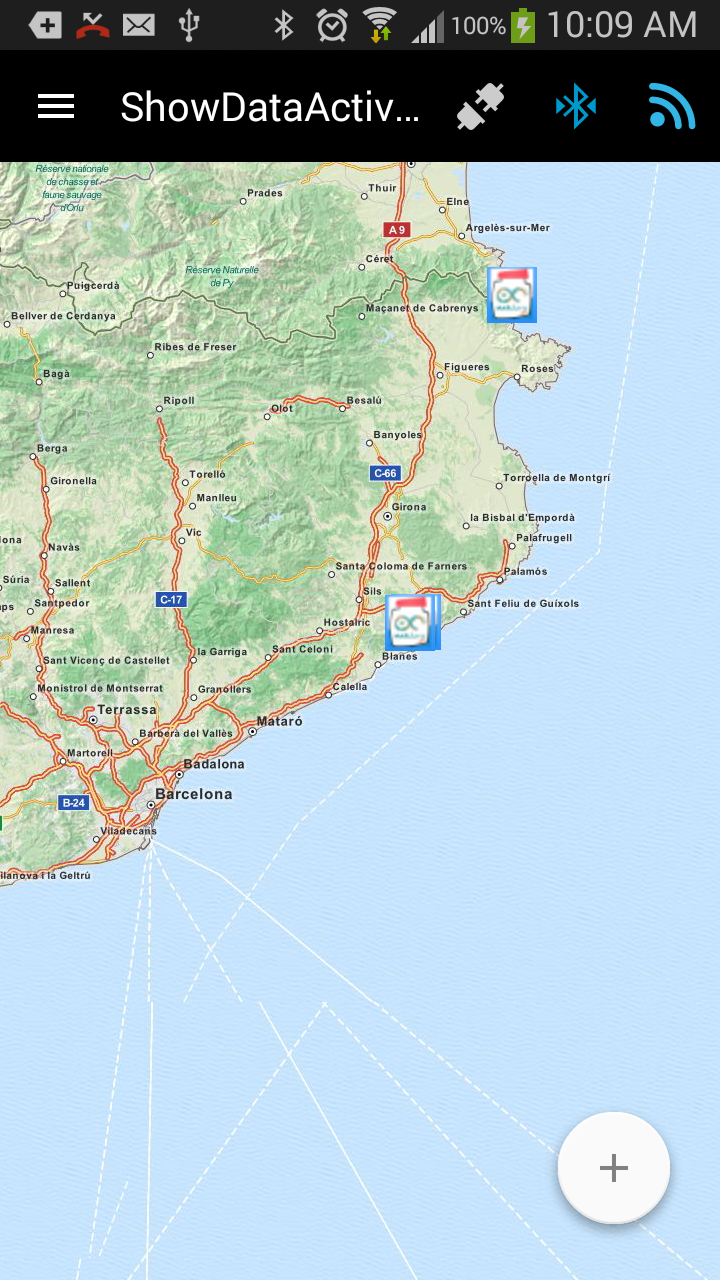 100%
10:09 AM
ShowDataActiv...
Réserve nationale
de chasse et
faune sauvage
d'Orlu
Prades
Thuir
Elne
A 9
Argelès-sur-Mer
Céret
Réserve Naturelle
de Py
Puigcerdà
Bellver de Cerdanya
Maçanet de Cabrenys
Ribes de Freser
Bagà
Figueres
Roses
Ripoll
Olot
Besalú
Banyoles
Berga
C-66
Gironella
Torrelló
Torroella de Montgrí
Manlleu
Girona
la Bisbal d'Empordà
Vic
Palafrugell
Navàs
Santa Coloma de Farners
Palamós
Súria
Sallent
Sils
C-17
Santpedor
Sant Feliu de Guíxols
Hostalric
Manresa
Sant Celoni
la Garriga
Blanes
Sant Vicenç de Castellet
Calella
Monistrol de Montserrat
Granollers
Terrassa
Mataró
Barberà del Vallès
Martorell
Badalona
Barcelona
B-24
Viladecans
ilanova i la Geltrú